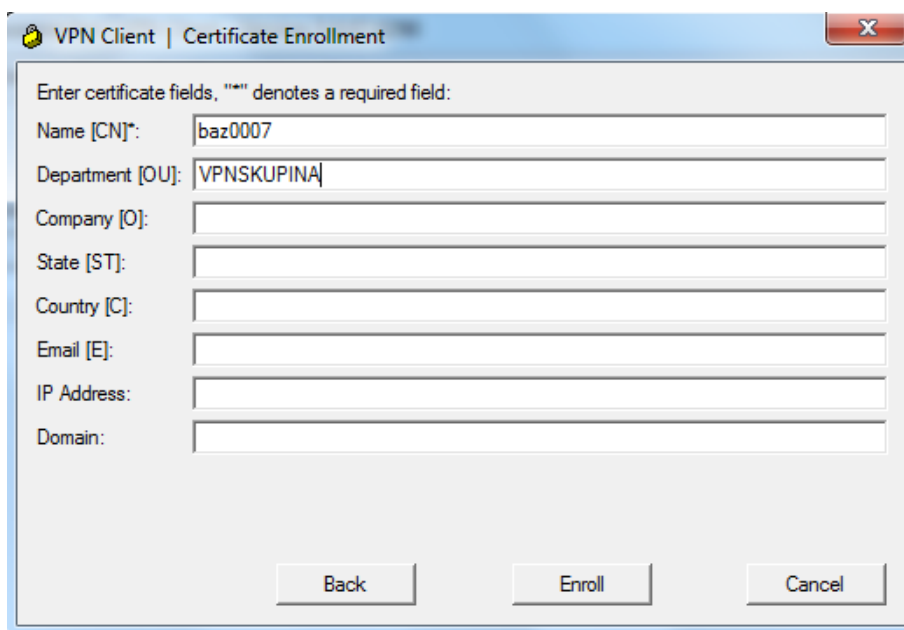 VPN Client | Certificate Enrollment
Enter certificate fields, "*" denotes a required field:
Name [CN]*: baz0007
Department [OU]: VPNSKUPINA
Company [O]:
State [ST]:
Country [C]:
Email [E]:
IP Address:
Domain:
Back Enroll Cancel